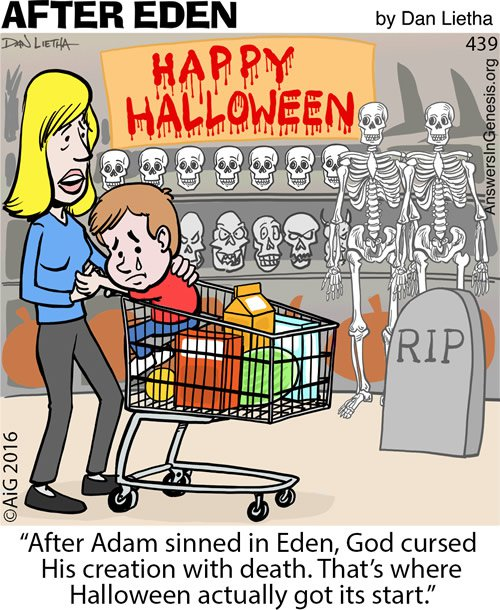 AFTER EDEN
by Dan Lietha
DAN LIETHA
439
HAPPY
HALLOWEEN
AnswersInGenesis.org
RIP
©AiG 2016
“After Adam sinned in Eden, God cursed
His creation with death. That’s where
Halloween actually got its start.”